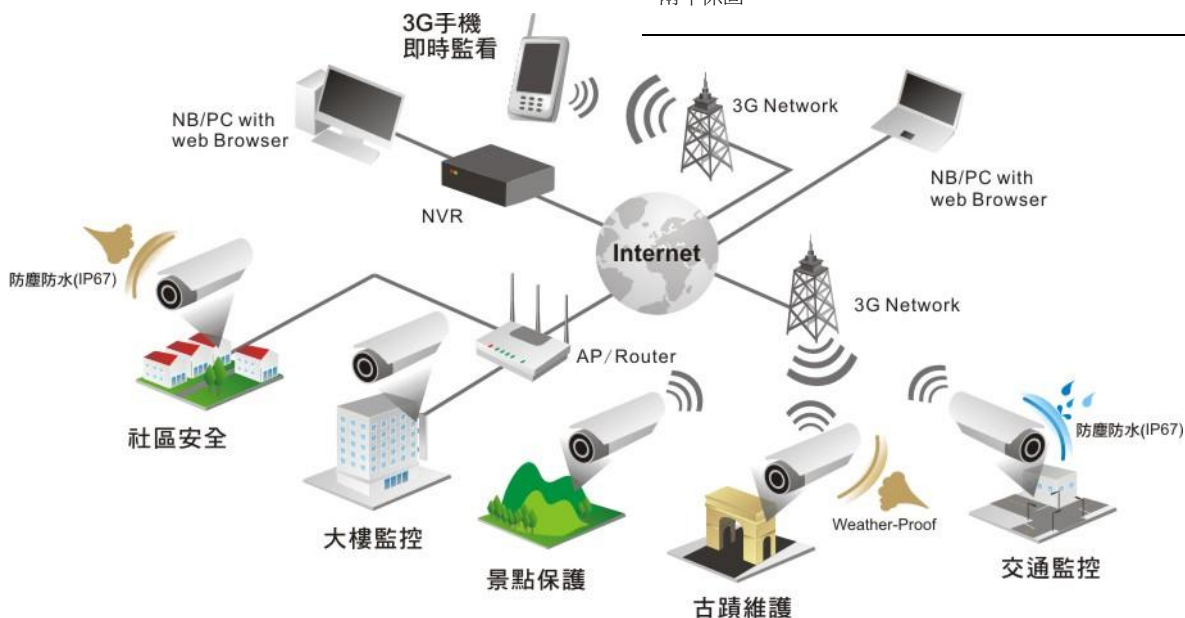 3G手機
即時監看
3G Network
NB/PC with
web Browser
NVR
NB/PC with
web Browser
Internet
防塵防水(IP67)
3G Network
AP/Router
社區安全
防塵防水(IP67)
Weather-Proof
大樓監控
景點保護
古蹟維護
交通監控